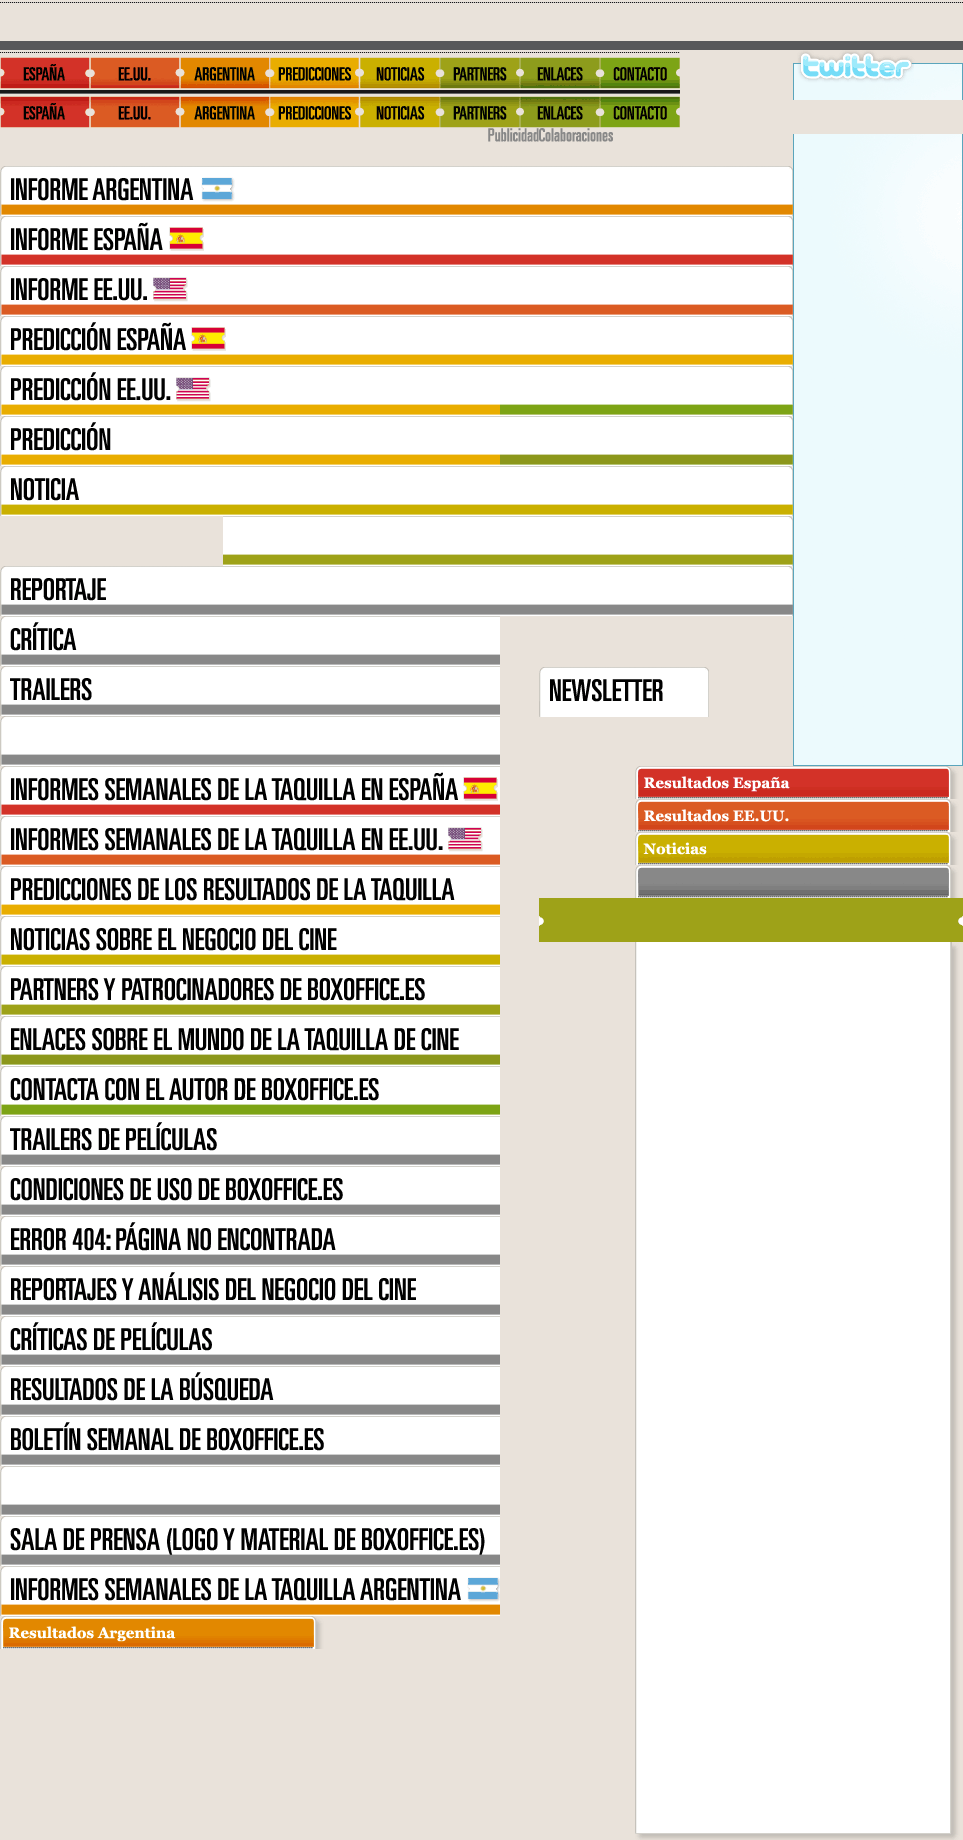 twitter
ESPAÑA EE.UU. ARGENTINA PREDICCIONES NOTICIAS PARTNERS ENLACES CONTACTO
ESPAÑA EE.UU. ARGENTINA PREDICCIONES NOTICIAS PARTNERS ENLACES CONTACTO
PublicidadColaboraciones
INFORME ARGENTINA
INFORME ESPAÑA
INFORME EE.UU.
PREDICCIÓN ESPAÑA
PREDICCIÓN EE.UU.
PREDICCIÓN
NOTICIA
REPORTAJE
CRÍTICA
TRAILERS
NEWSLETTER
INFORMES SEMANALES DE LA TAQUILLA EN ESPAÑA
INFORMES SEMANALES DE LA TAQUILLA EN EE.UU.
PREDICCIONES DE LOS RESULTADOS DE LA TAQUILLA
NOTICIAS SOBRE EL NEGOCIO DEL CINE
PARTNERS Y PATROCINADORES DE BOXOFFICE.ES
ENLACES SOBRE EL MUNDO DE LA TAQUILLA DE CINE
CONTACTA CON EL AUTOR DE BOXOFFICE.ES
TRAILERS DE PELÍCULAS
CONDICIONES DE USO DE BOXOFFICE.ES
ERROR 404: PÁGINA NO ENCONTRADA
REPORTAJES Y ANÁLISIS DEL NEGOCIO DEL CINE
CRÍTICAS DE PELÍCULAS
RESULTADOS DE LA BÚSQUEDA
BOLETÍN SEMANAL DE BOXOFFICE.ES
SALA DE PRENSA (LOGO Y MATERIAL DE BOXOFFICE.ES)
INFORMES SEMANALES DE LA TAQUILLA ARGENTINA
Resultados Argentina
Resultados España
Resultados EE.UU.
Noticias